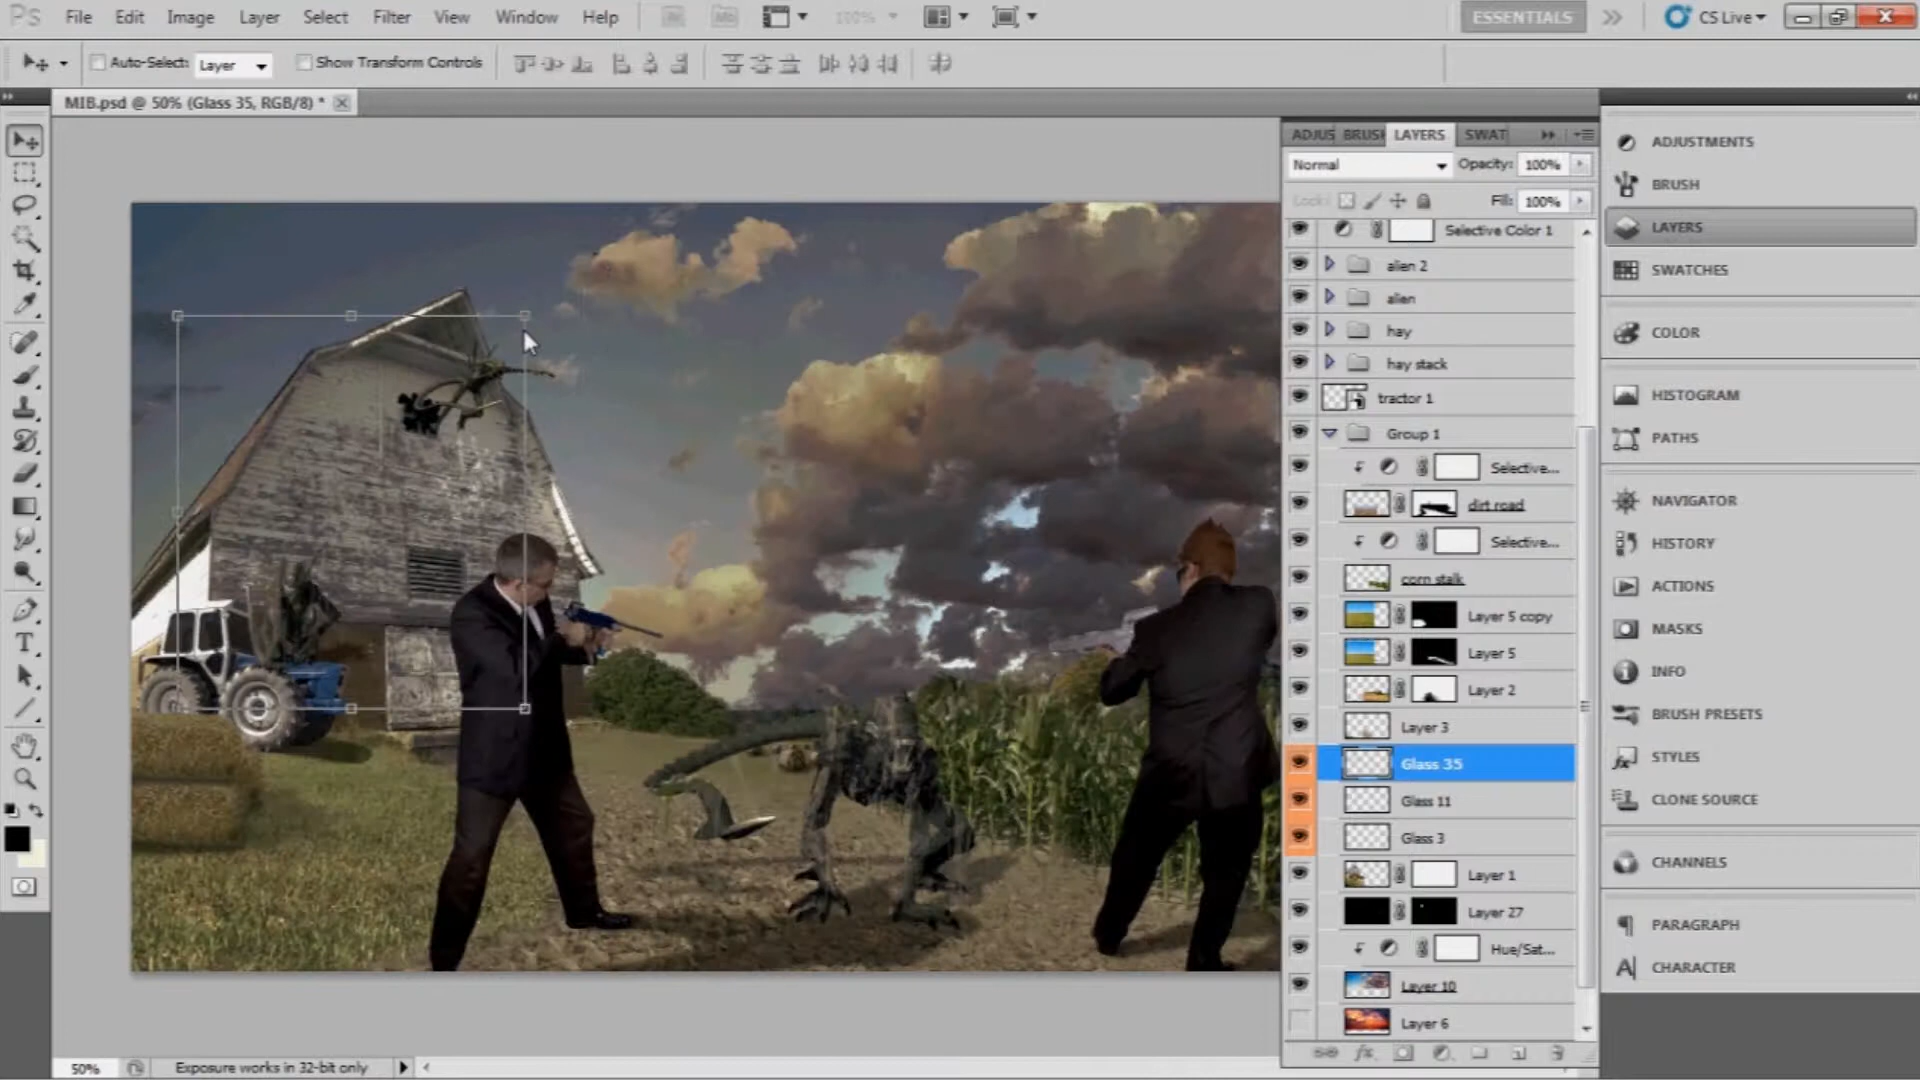 Ps File Edit Image Layer Select Filter View Window Help 100% ESSENTIALS CS Live
Auto-Select: Layer Show Transform Controls
MIB.psd @ 50% (Glass 35, RGB/8) *
ADJUS BRUSH LAYERS SWAT
Normal Opacity: 100%
Lock: Fill: 100%
Selective Color 1
alien 2
alien
hay
hay stack
tractor 1
Group 1
Selective...
dirt road
Selective...
corn stalk
Layer 5 copy
Layer 5
Layer 2
Layer 3
Glass 35
Glass 11
Glass 3
Layer 1
Layer 27
Hue/Sat...
Layer 10
Layer 6
ADJUSTMENTS
BRUSH
LAYERS
SWATCHES
COLOR
HISTOGRAM
PATHS
NAVIGATOR
HISTORY
ACTIONS
MASKS
INFO
BRUSH PRESETS
STYLES
CLONE SOURCE
CHANNELS
PARAGRAPH
CHARACTER
50% Exposure works in 32-bit only